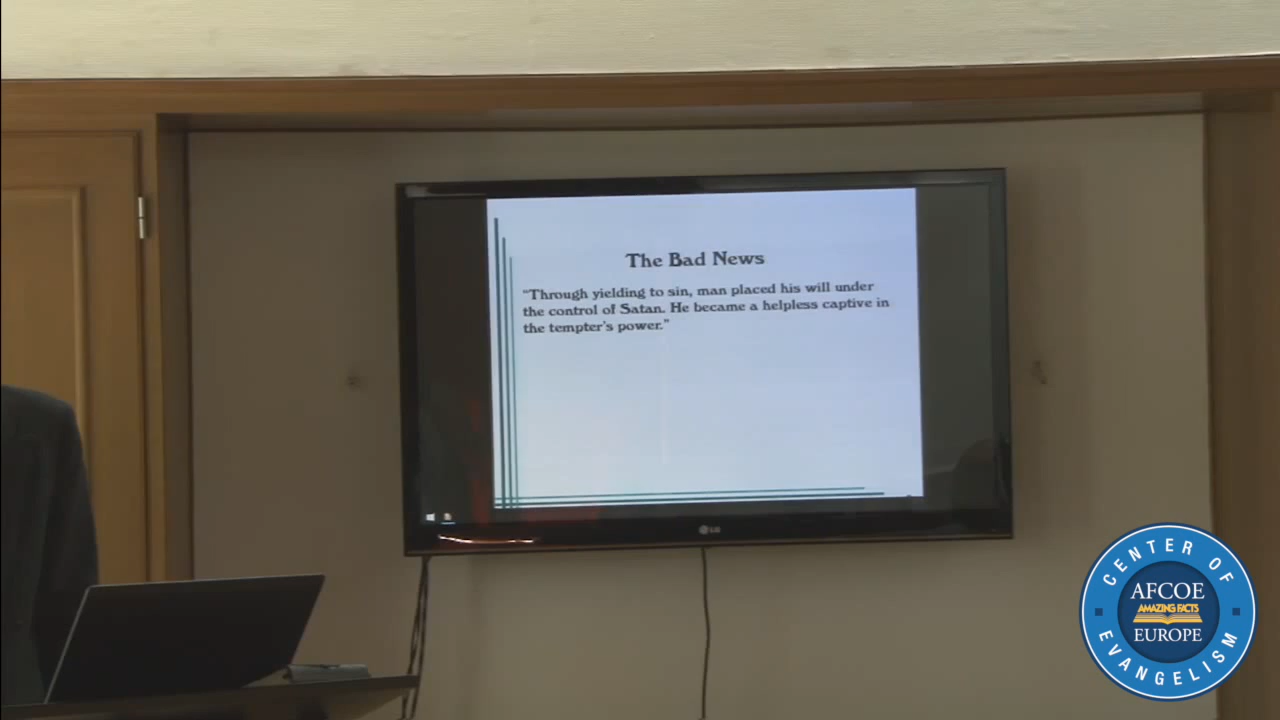 The Bad News
“Through yielding to sin, man placed his will under
the control of Satan. He became a helpless captive in
the tempter’s power.”
LG
CENTER OF
AFCOE
AMAZING FACTS
EUROPE
EVANGELISM